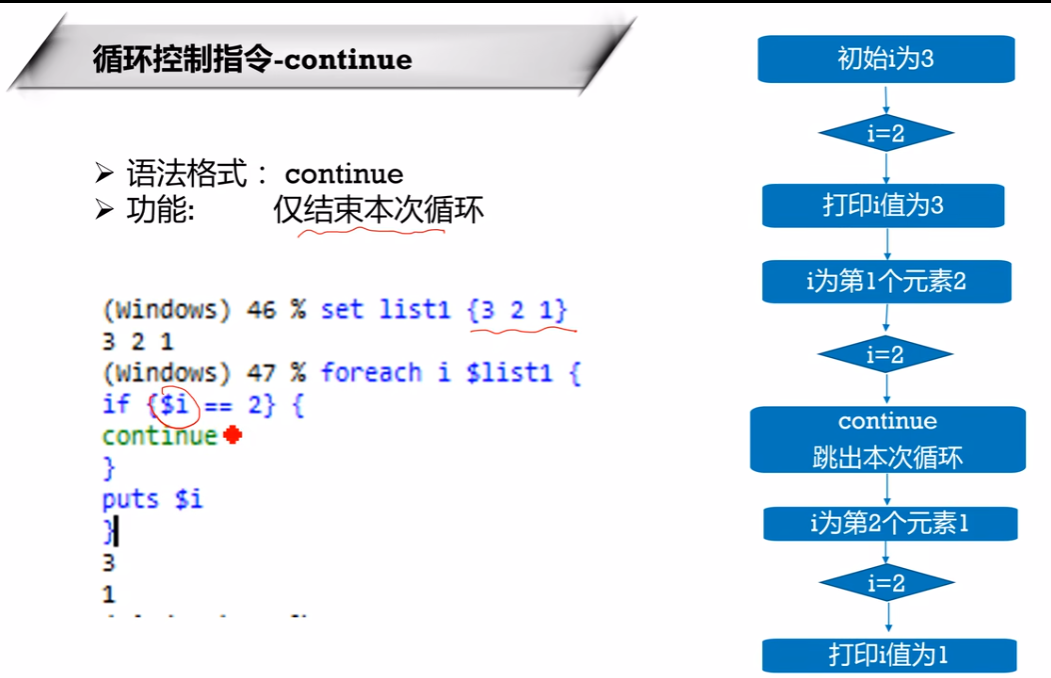 循环控制指令-continue
➢ 语法格式： continue
➢ 功能: 仅结束本次循环
(Windows) 46 % set list1 {3 2 1}
3 2 1
(Windows) 47 % foreach i $list1 {
if {$i == 2} {
continue
}
puts $i
}
3
1
初始i为3
i=2
打印i值为3
i为第1个元素2
i=2
continue
跳出本次循环
i为第2个元素1
i=2
打印i值为1